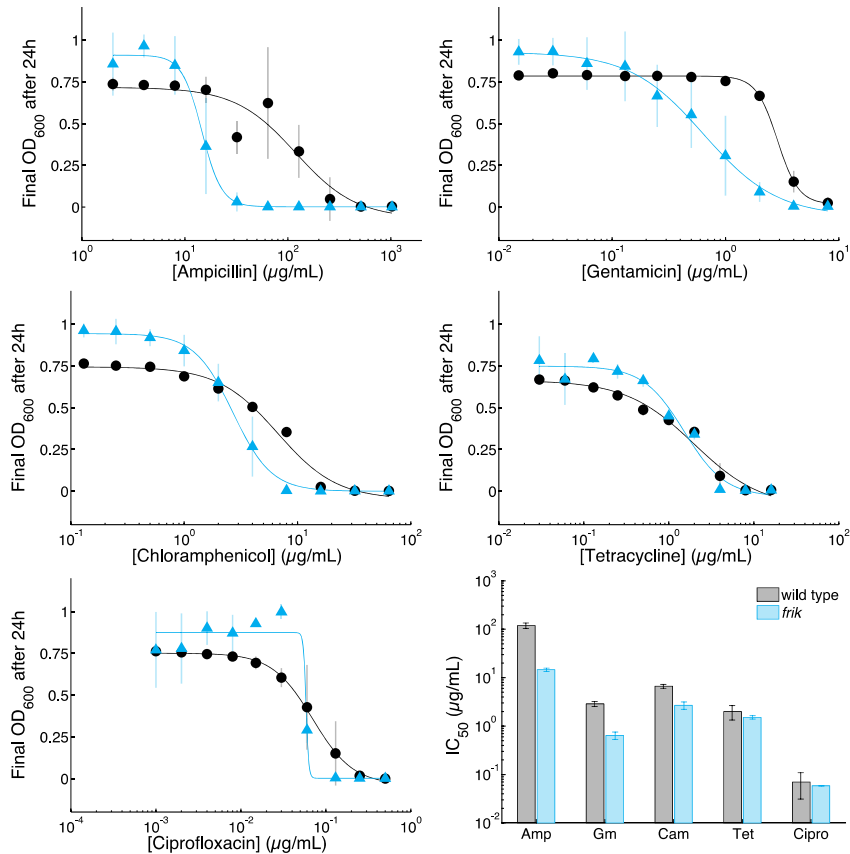 Final OD600 after 24h
1
0.75
0.5
0.25
0
10^0 10^1 10^2 10^3
[Ampicillin] (µg/mL)
Final OD600 after 24h
1
0.75
0.5
0.25
0
10^-2 10^-1 10^0 10^1
[Gentamicin] (µg/mL)
Final OD600 after 24h
1
0.75
0.5
0.25
0
10^-1 10^0 10^1 10^2
[Chloramphenicol] (µg/mL)
Final OD600 after 24h
1
0.75
0.5
0.25
0
10^-2 10^-1 10^0 10^1 10^2
[Tetracycline] (µg/mL)
Final OD600 after 24h
1
0.75
0.5
0.25
0
10^-4 10^-3 10^-2 10^-1 10^0
[Ciprofloxacin] (µg/mL)
IC50 (µg/mL)
10^3
10^2
10^1
10^0
10^-1
10^-2
wild type
frik
Amp Gm Cam Tet Cipro